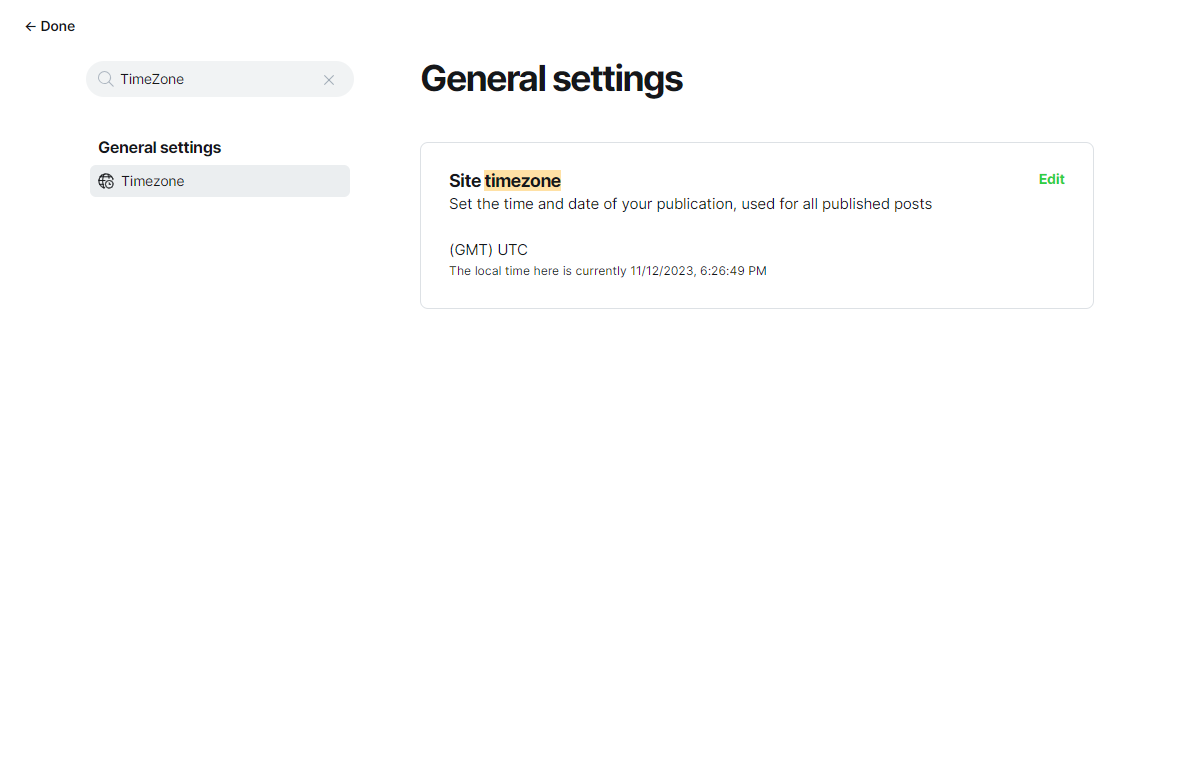 ← Done
TimeZone
General settings
Timezone
General settings
Site timezone
Edit
Set the time and date of your publication, used for all published posts
(GMT) UTC
The local time here is currently 11/12/2023, 6:26:49 PM